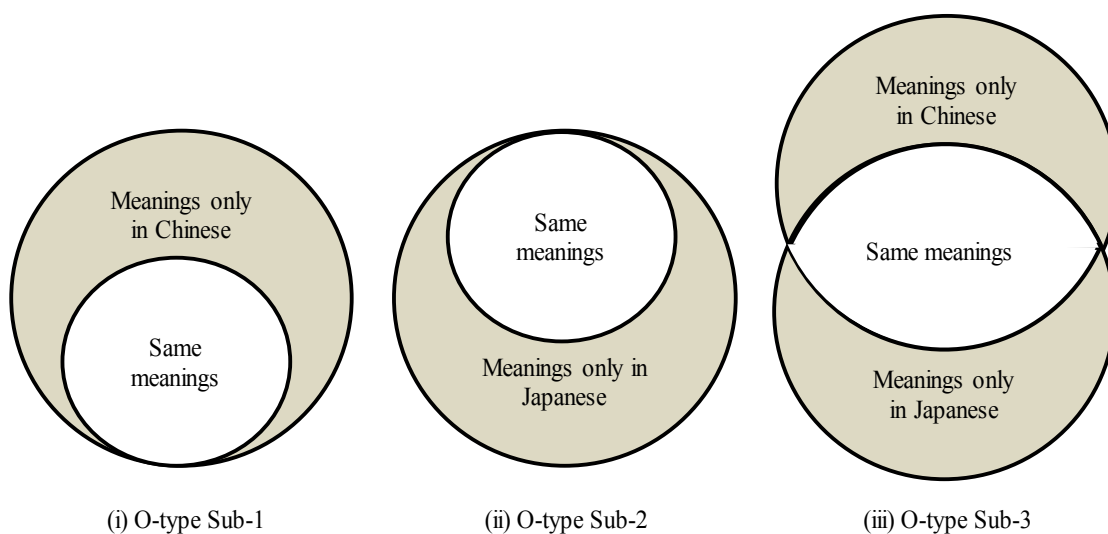 Meanings only
in Chinese
Same
meanings
(i) O-type Sub-1
Same
meanings
Meanings only in
Japanese
(ii) O-type Sub-2
Meanings only
in Chinese
Same meanings
Meanings only
in Japanese
(iii) O-type Sub-3